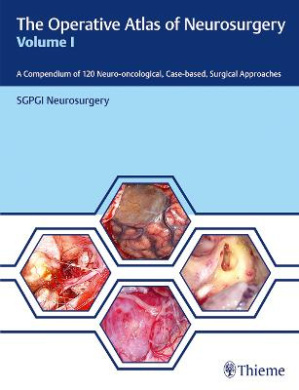 The Operative Atlas of Neurosurgery
Volume I
A Compendium of 120 Neuro-oncological, Case-based, Surgical Approaches
SGPGI Neurosurgery
Thieme